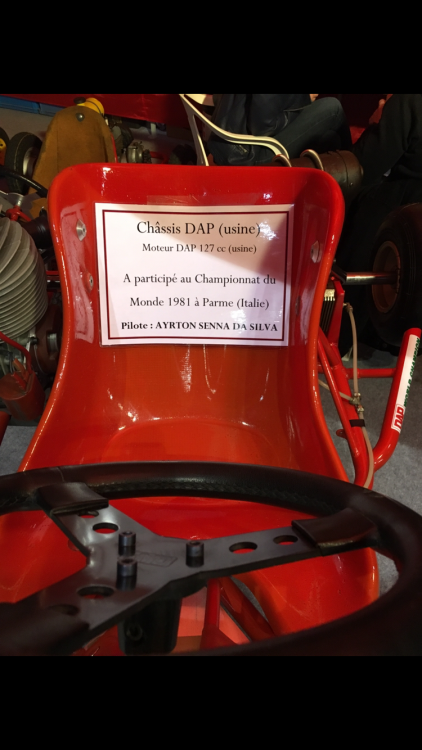 Châssis DAP (usine)
Moteur DAP 127 cc (usine)
A participé au Championnat du
Monde 1981 à Parme (Italie)
Pilote : AYRTON SENNA DA SILVA
DAP